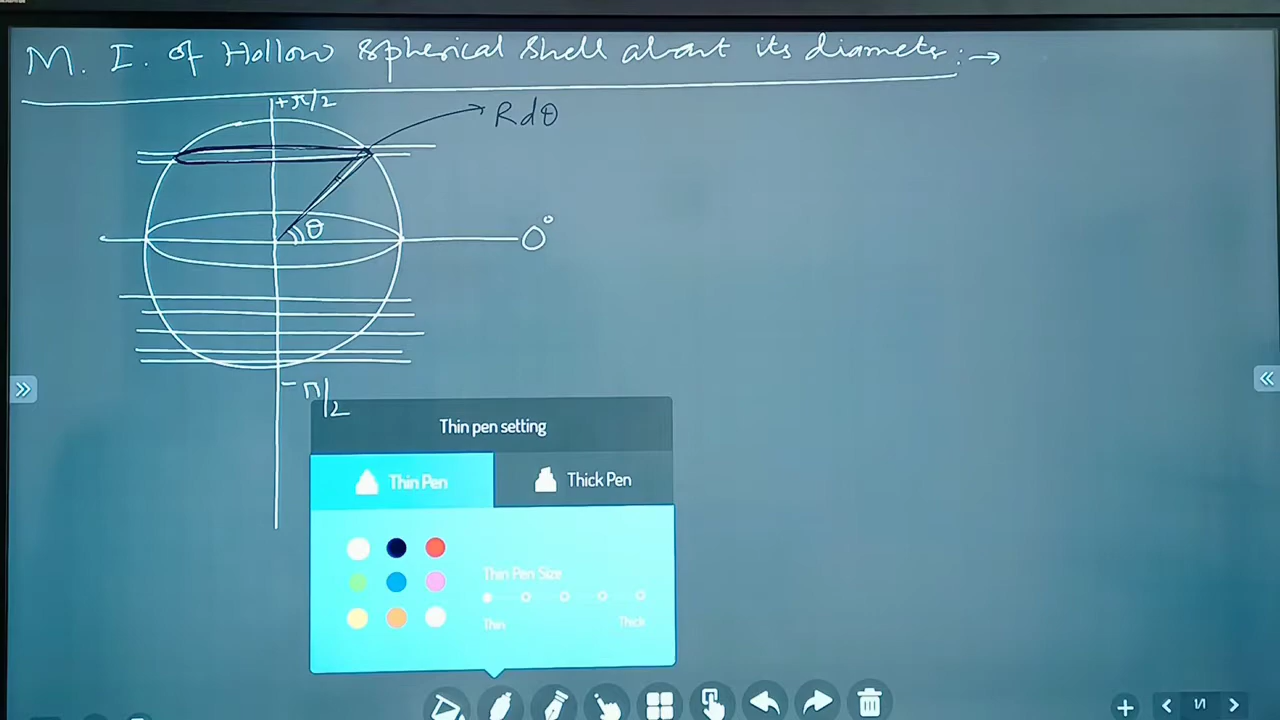 M. I. of Hollow Spherical Shell about its diameter :→
+π/2
R dθ
θ
0°
-π/2
Thin pen setting
Thin Pen
Thick Pen
Thin Pen Size
Thin
Thick
1/1